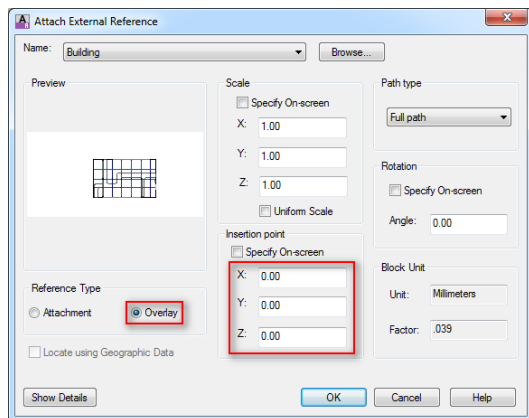 Attach External Reference
Name: Building Browse...
Preview
Reference Type
Attachment Overlay
Locate using Geographic Data
Scale
Specify On-screen
X: 1.00
Y: 1.00
Z: 1.00
Uniform Scale
Insertion point
Specify On-screen
X: 0.00
Y: 0.00
Z: 0.00
Path type
Full path
Rotation
Specify On-screen
Angle: 0.00
Block Unit
Unit: Millimeters
Factor: .039
Show Details OK Cancel Help